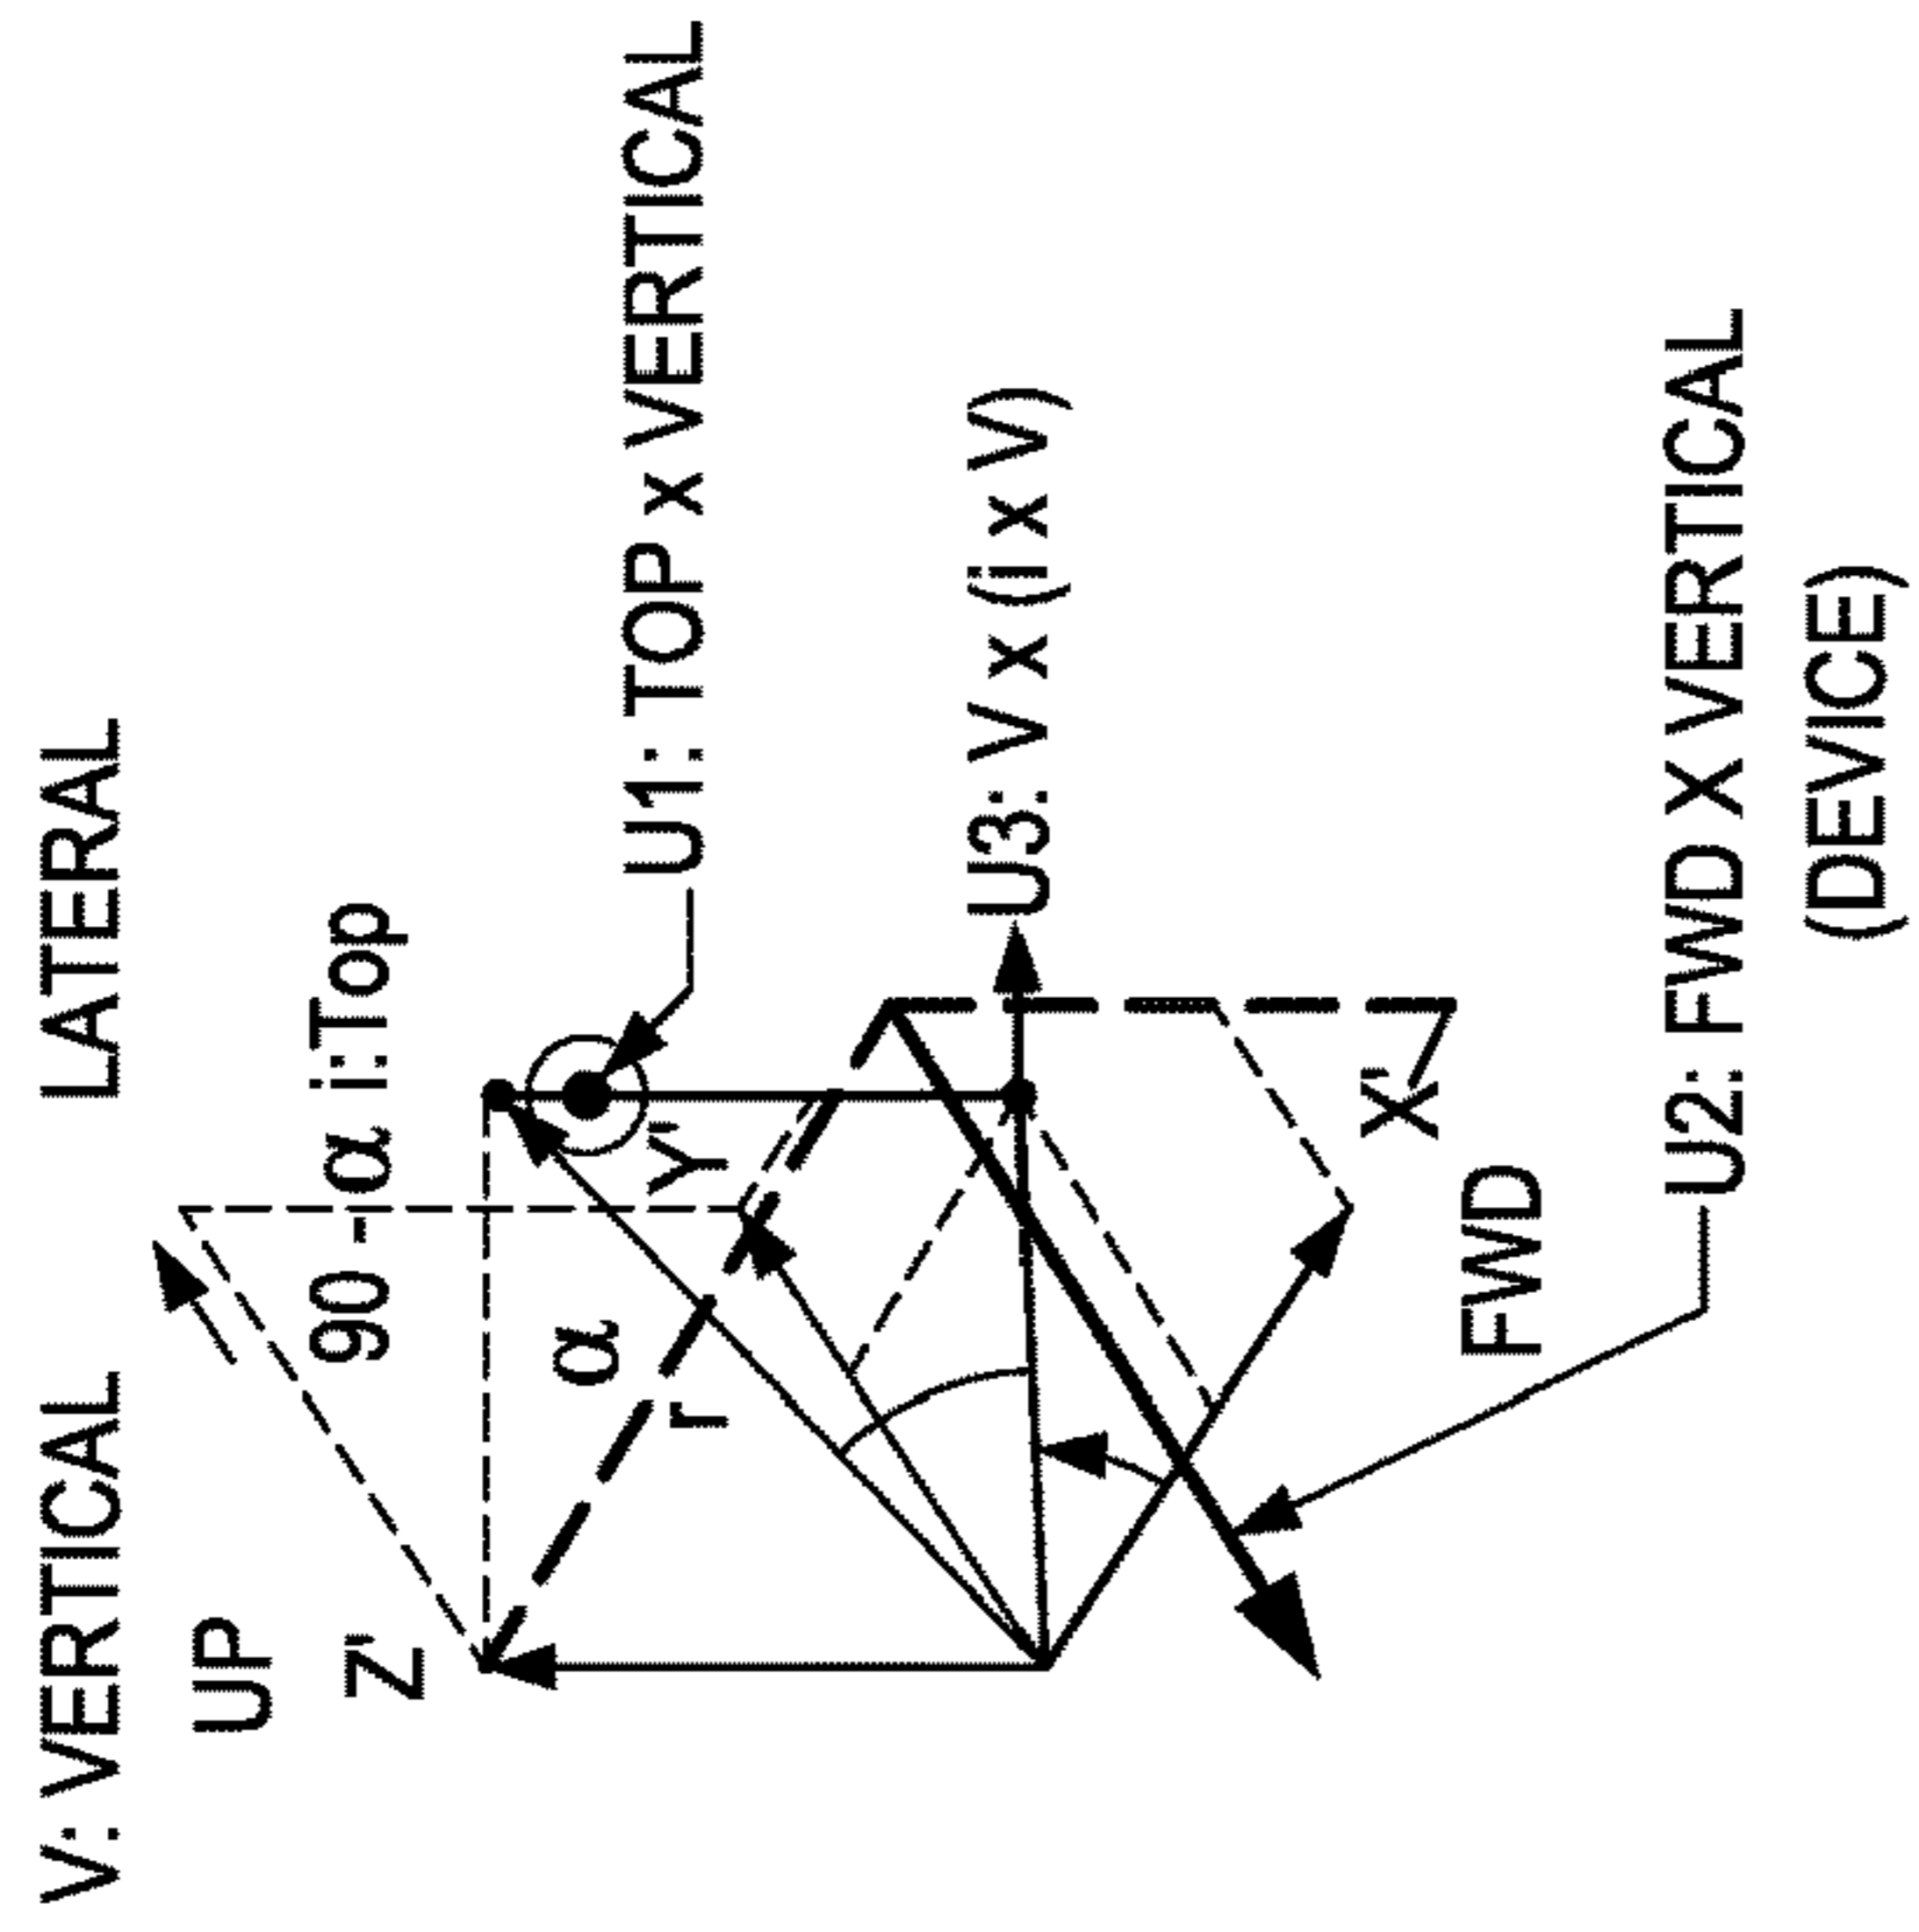 V: VERTICAL
LATERAL
UP
Z'
90 - α
i:Top
α
r
Y'
U1: TOP x VERTICAL
U3: V x (i x V)
X'
FWD
U2: FWD X VERTICAL
(DEVICE)